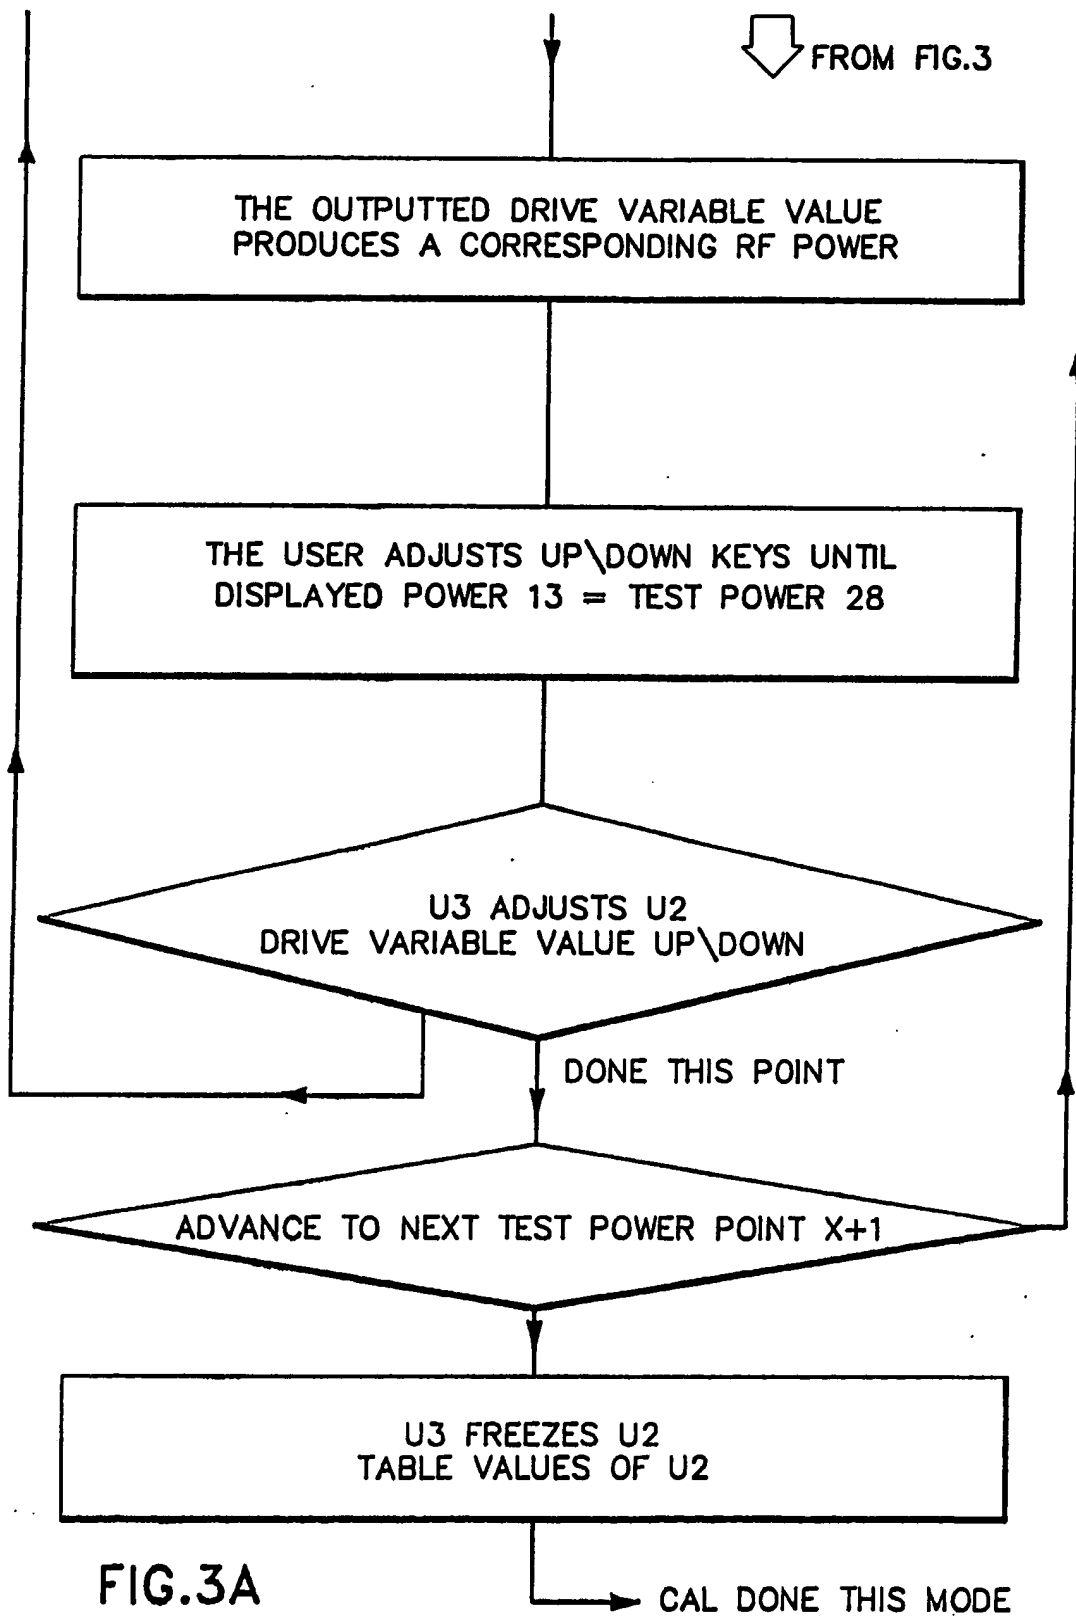 FROM FIG.3
THE OUTPUTTED DRIVE VARIABLE VALUE
PRODUCES A CORRESPONDING RF POWER
THE USER ADJUSTS UP\DOWN KEYS UNTIL
DISPLAYED POWER 13 = TEST POWER 28
U3 ADJUSTS U2
DRIVE VARIABLE VALUE UP\DOWN
DONE THIS POINT
ADVANCE TO NEXT TEST POWER POINT X+1
U3 FREEZES U2
TABLE VALUES OF U2
CAL DONE THIS MODE
FIG.3A